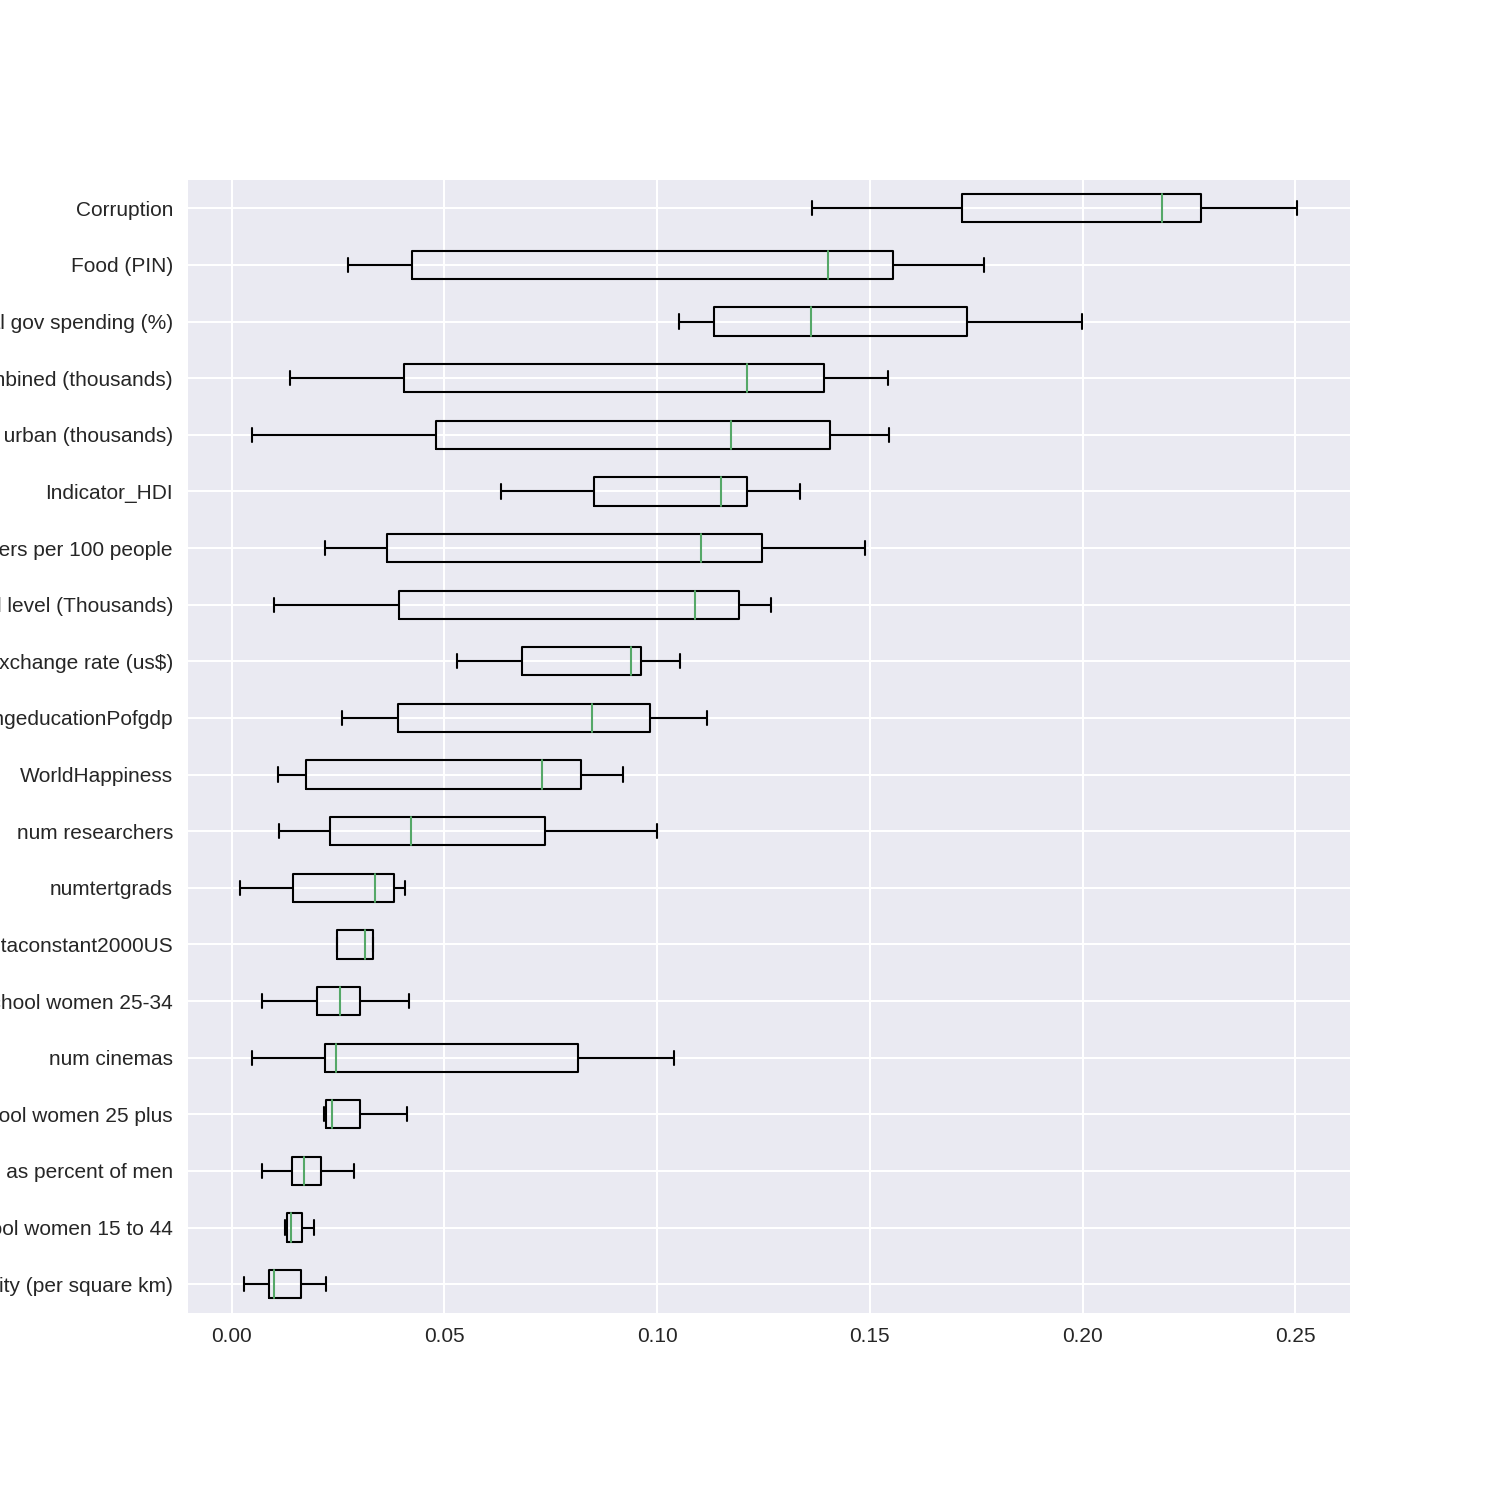 Corruption
Food (PIN)
l gov spending (%)
nbined (thousands)
urban (thousands)
Indicator_HDI
ers per 100 people
l level (Thousands)
xchange rate (us$)
ngeducationPofgdp
WorldHappiness
num researchers
numtertgrads
taconstant2000US
hool women 25-34
num cinemas
ool women 25 plus
as percent of men
ool women 15 to 44
ity (per square km)
0.00 0.05 0.10 0.15 0.20 0.25